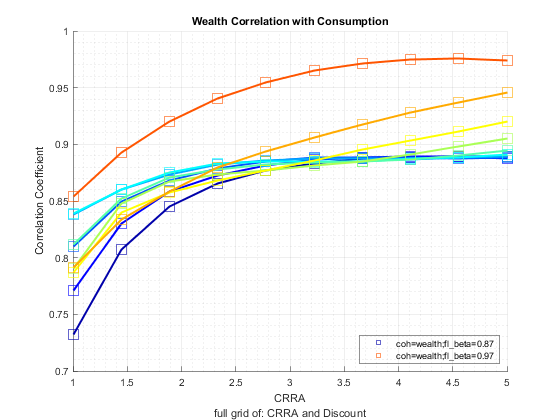 Wealth Correlation with Consumption
1
0.95
0.9
0.85
0.8
0.75
0.7
Correlation Coefficient
coh=wealth;fl_beta=0.87
coh=wealth;fl_beta=0.97
1 1.5 2 2.5 3 3.5 4 4.5 5
CRRA
full grid of: CRRA and Discount